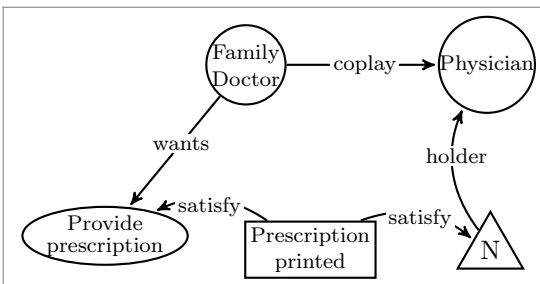 Family
Doctor
coplay
Physician
wants
holder
satisfy
satisfy
Provide
prescription
Prescription
printed
N